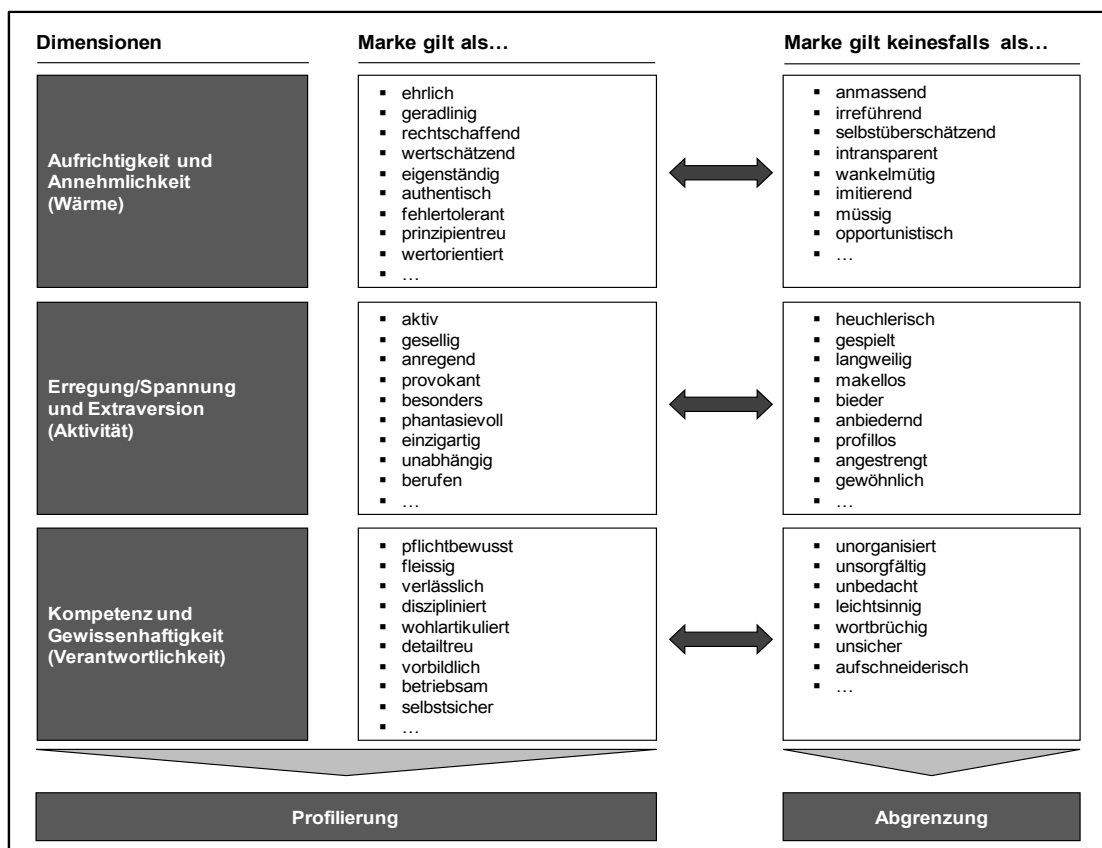 Dimensionen
Marke gilt als…
Marke gilt keinesfalls als…
Aufrichtigkeit und
Annehmlichkeit
(Wärme)
▪ ehrlich
▪ geradlinig
▪ rechtschaffend
▪ wertschätzend
▪ eigenständig
▪ authentisch
▪ fehlertolerant
▪ prinzipientreu
▪ wertorientiert
▪ …
▪ anmassend
▪ irreführend
▪ selbstüberschätzend
▪ intransparent
▪ wankelmütig
▪ imitierend
▪ müssig
▪ opportunistisch
▪ …
Erregung/Spannung
und Extraversion
(Aktivität)
▪ aktiv
▪ gesellig
▪ anregend
▪ provokant
▪ besonders
▪ phantasievoll
▪ einzigartig
▪ unabhängig
▪ berufen
▪ …
▪ heuchlerisch
▪ gespielt
▪ langweilig
▪ makellos
▪ bieder
▪ anbiedernd
▪ profillos
▪ angestrengt
▪ gewöhnlich
▪ …
Kompetenz und
Gewissenhaftigkeit
(Verantwortlichkeit)
▪ pflichtbewusst
▪ fleissig
▪ verlässlich
▪ diszipliniert
▪ wohlartikuliert
▪ detailtreu
▪ vorbildlich
▪ betriebsam
▪ selbstsicher
▪ …
▪ unorganisiert
▪ unsorgfältig
▪ unbedacht
▪ leichtsinnig
▪ wortbrüchig
▪ unsicher
▪ aufschneiderisch
▪ …
Profilierung
Abgrenzung